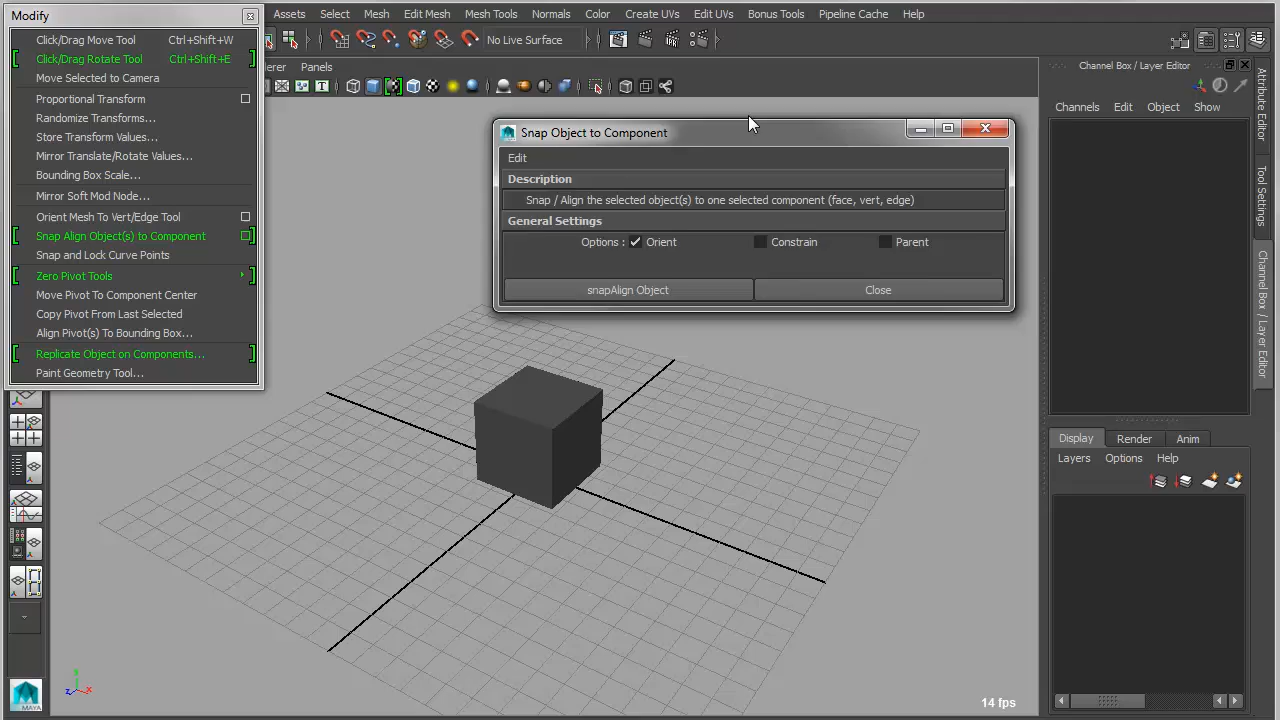 Modify
Click/Drag Move Tool Ctrl+Shift+W
Click/Drag Rotate Tool Ctrl+Shift+E
Move Selected to Camera
Proportional Transform
Randomize Transforms...
Store Transform Values...
Mirror Translate/Rotate Values...
Bounding Box Scale...
Mirror Soft Mod Node...
Orient Mesh To Vert/Edge Tool
Snap Align Object(s) to Component
Snap and Lock Curve Points
Zero Pivot Tools
Move Pivot To Component Center
Copy Pivot From Last Selected
Align Pivot(s) To Bounding Box...
Replicate Object on Components...
Paint Geometry Tool...
Assets Select Mesh Edit Mesh Mesh Tools Normals Color Create UVs Edit UVs Bonus Tools Pipeline Cache Help
No Live Surface
Panels
Snap Object to Component
Edit
Description
Snap / Align the selected object(s) to one selected component (face, vert, edge)
General Settings
Options : Orient Constrain Parent
snapAlign Object Close
14 fps
Channel Box / Layer Editor
Channels Edit Object Show
Display Render Anim
Layers Options Help
Attribute Editor
Tool Settings
Channel Box / Layer Editor
MAYA